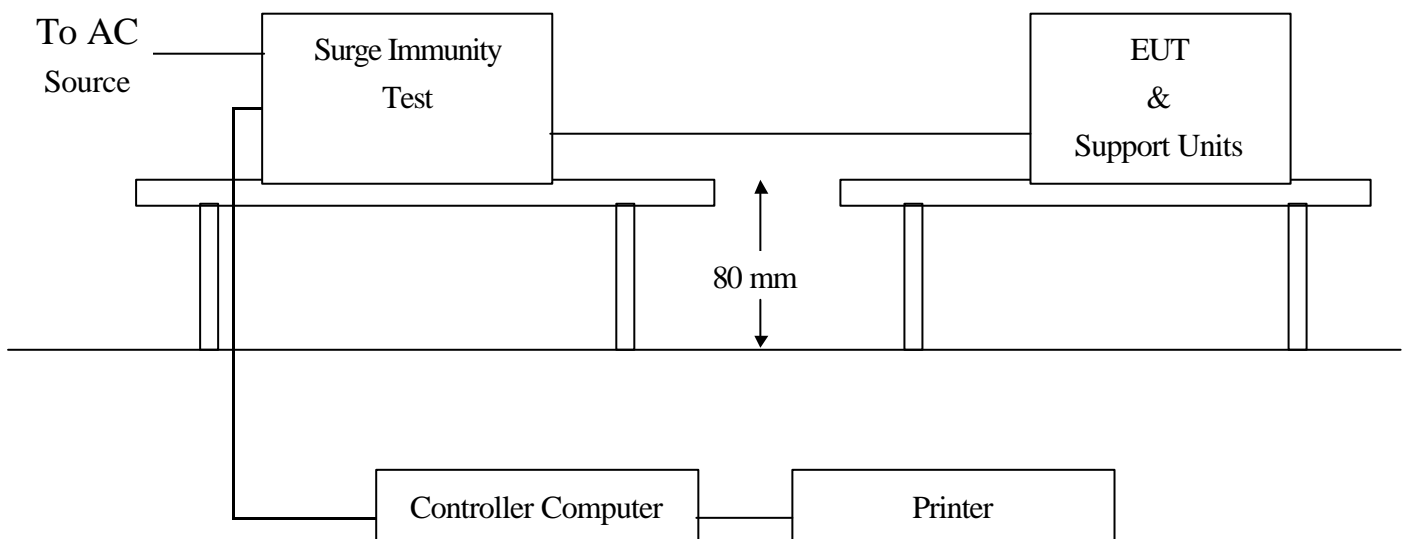 To AC
Source
Surge Immunity
Test
EUT
&
Support Units
80 mm
Controller Computer
Printer